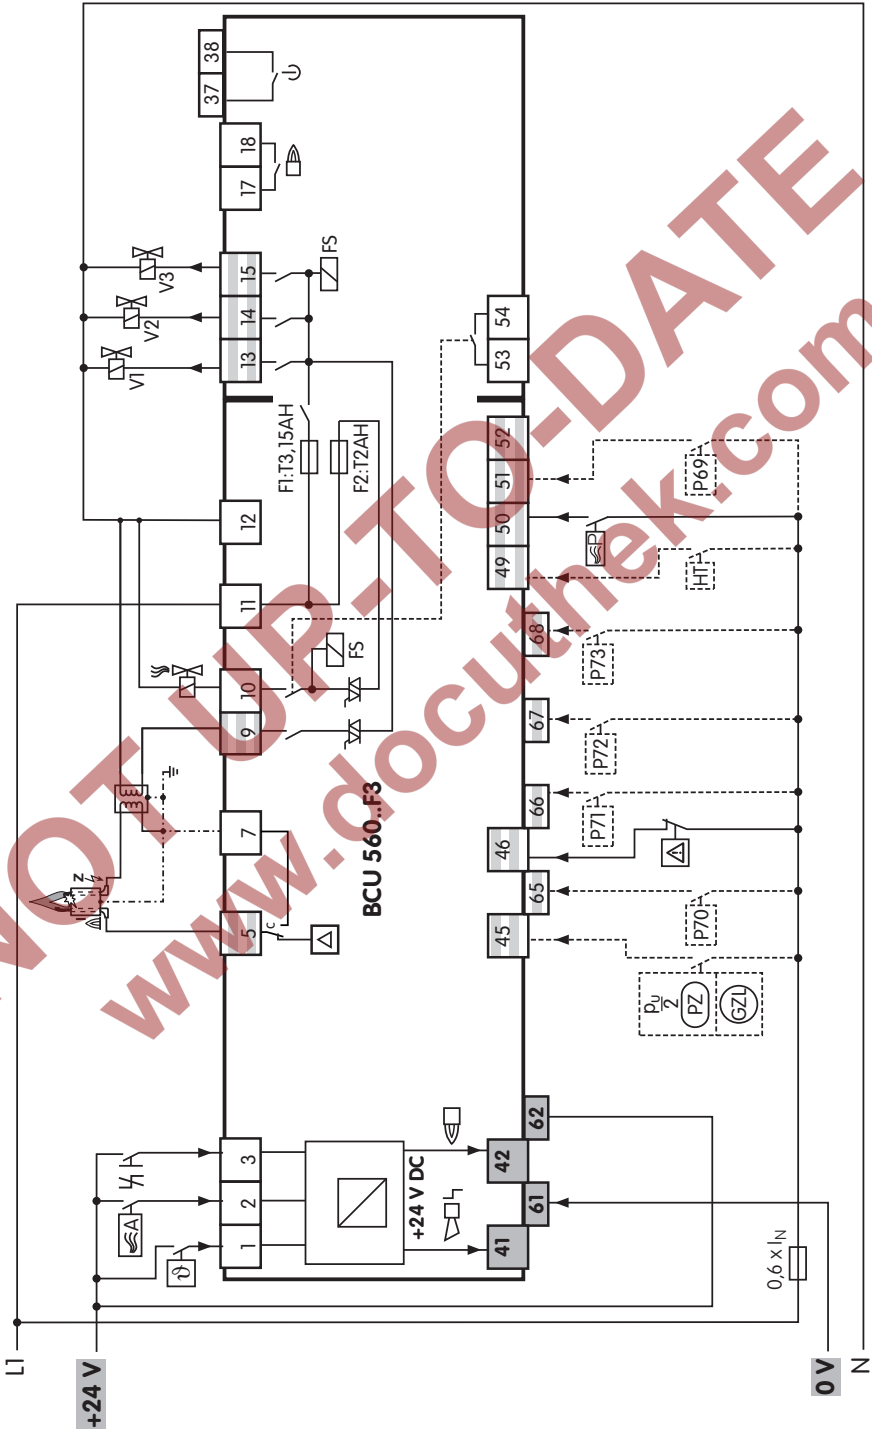 38
37
18
17
15
14
13
12
11
10
9
7
5
3
2
1
V3
V2
V1
FS
F1:T3,15AH
F2:T2AH
FS
Z
I
C
BCU 560..F3
A
ϑ
+24 V DC
54
53
52
51
50
49
68
67
66
46
65
45
62
42
61
41
P69
P
HT
P73
P72
P71
P70
pu
2
PZ
GZL
0,6 x IN
L1
+24 V
0 V
N
NOT UP-TO-DATE
www.docuthek.com